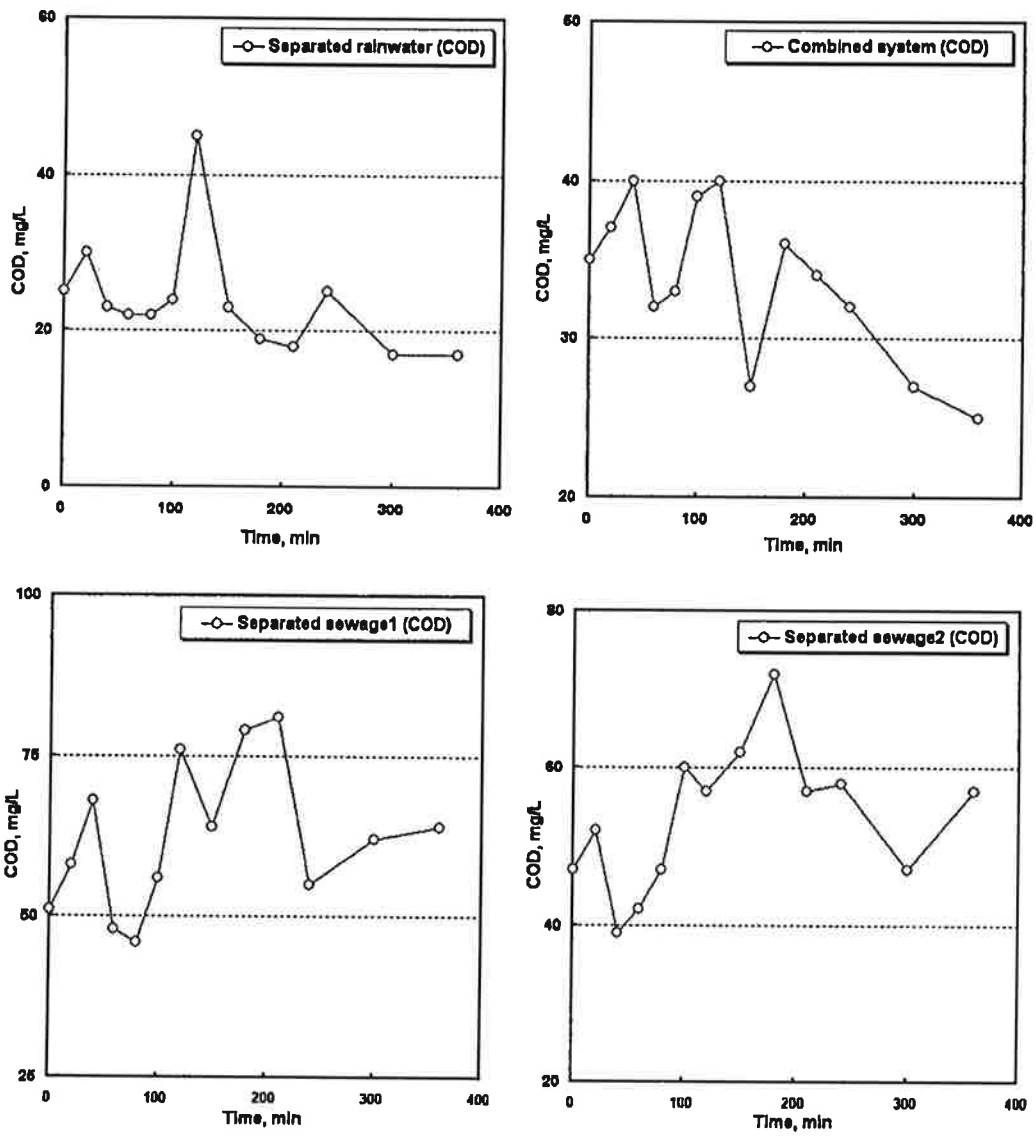 60
40
20
0
COD, mg/L
Separated rainwater (COD)
0 100 200 300 400
Time, min
60
50
40
30
20
COD, mg/L
Combined system (COD)
0 100 200 300 400
Time, min
100
75
50
25
COD, mg/L
Separated sewage1 (COD)
0 100 200 300 400
Time, min
80
60
40
20
COD, mg/L
Separated sewage2 (COD)
0 100 200 300 400
Time, min